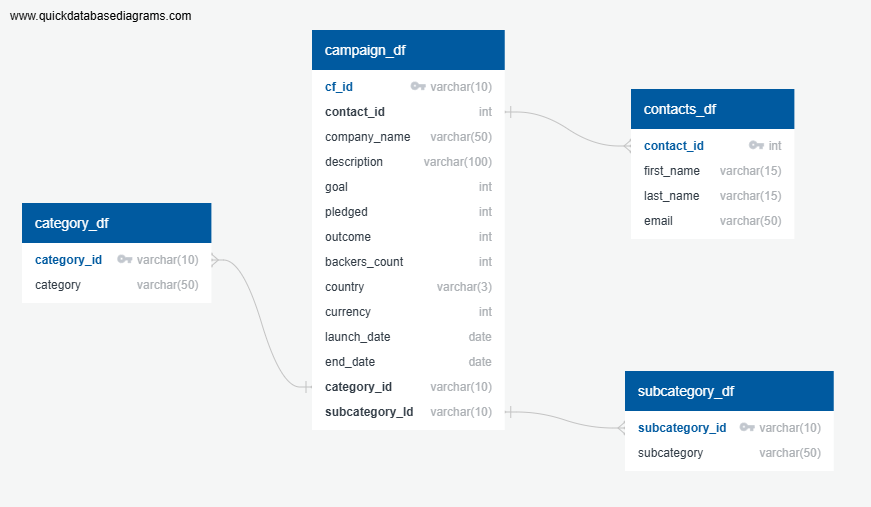 www.quickdatabasediagrams.com
campaign_df
cf_id varchar(10)
contact_id int
company_name varchar(50)
description varchar(100)
goal int
pledged int
outcome int
backers_count int
country varchar(3)
currency int
launch_date date
end_date date
category_id varchar(10)
subcategory_Id varchar(10)
contacts_df
contact_id int
first_name varchar(15)
last_name varchar(15)
email varchar(50)
category_df
category_id varchar(10)
category varchar(50)
subcategory_df
subcategory_id varchar(10)
subcategory varchar(50)